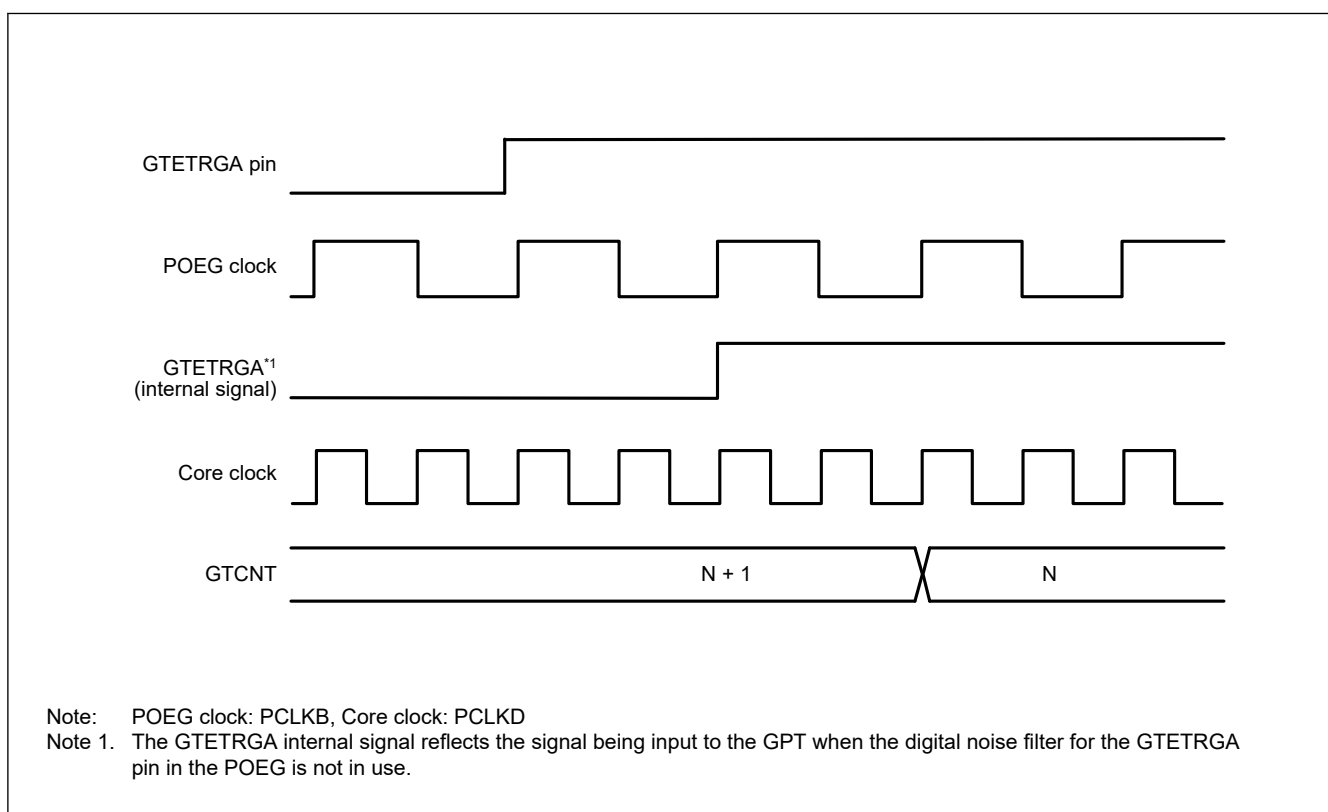 GTETRGA pin
POEG clock
GTETRGA*1
(internal signal)
Core clock
GTCNT
N + 1
N
Note: POEG clock: PCLKB, Core clock: PCLKD
Note 1. The GTETRGA internal signal reflects the signal being input to the GPT when the digital noise filter for the GTETRGA
pin in the POEG is not in use.